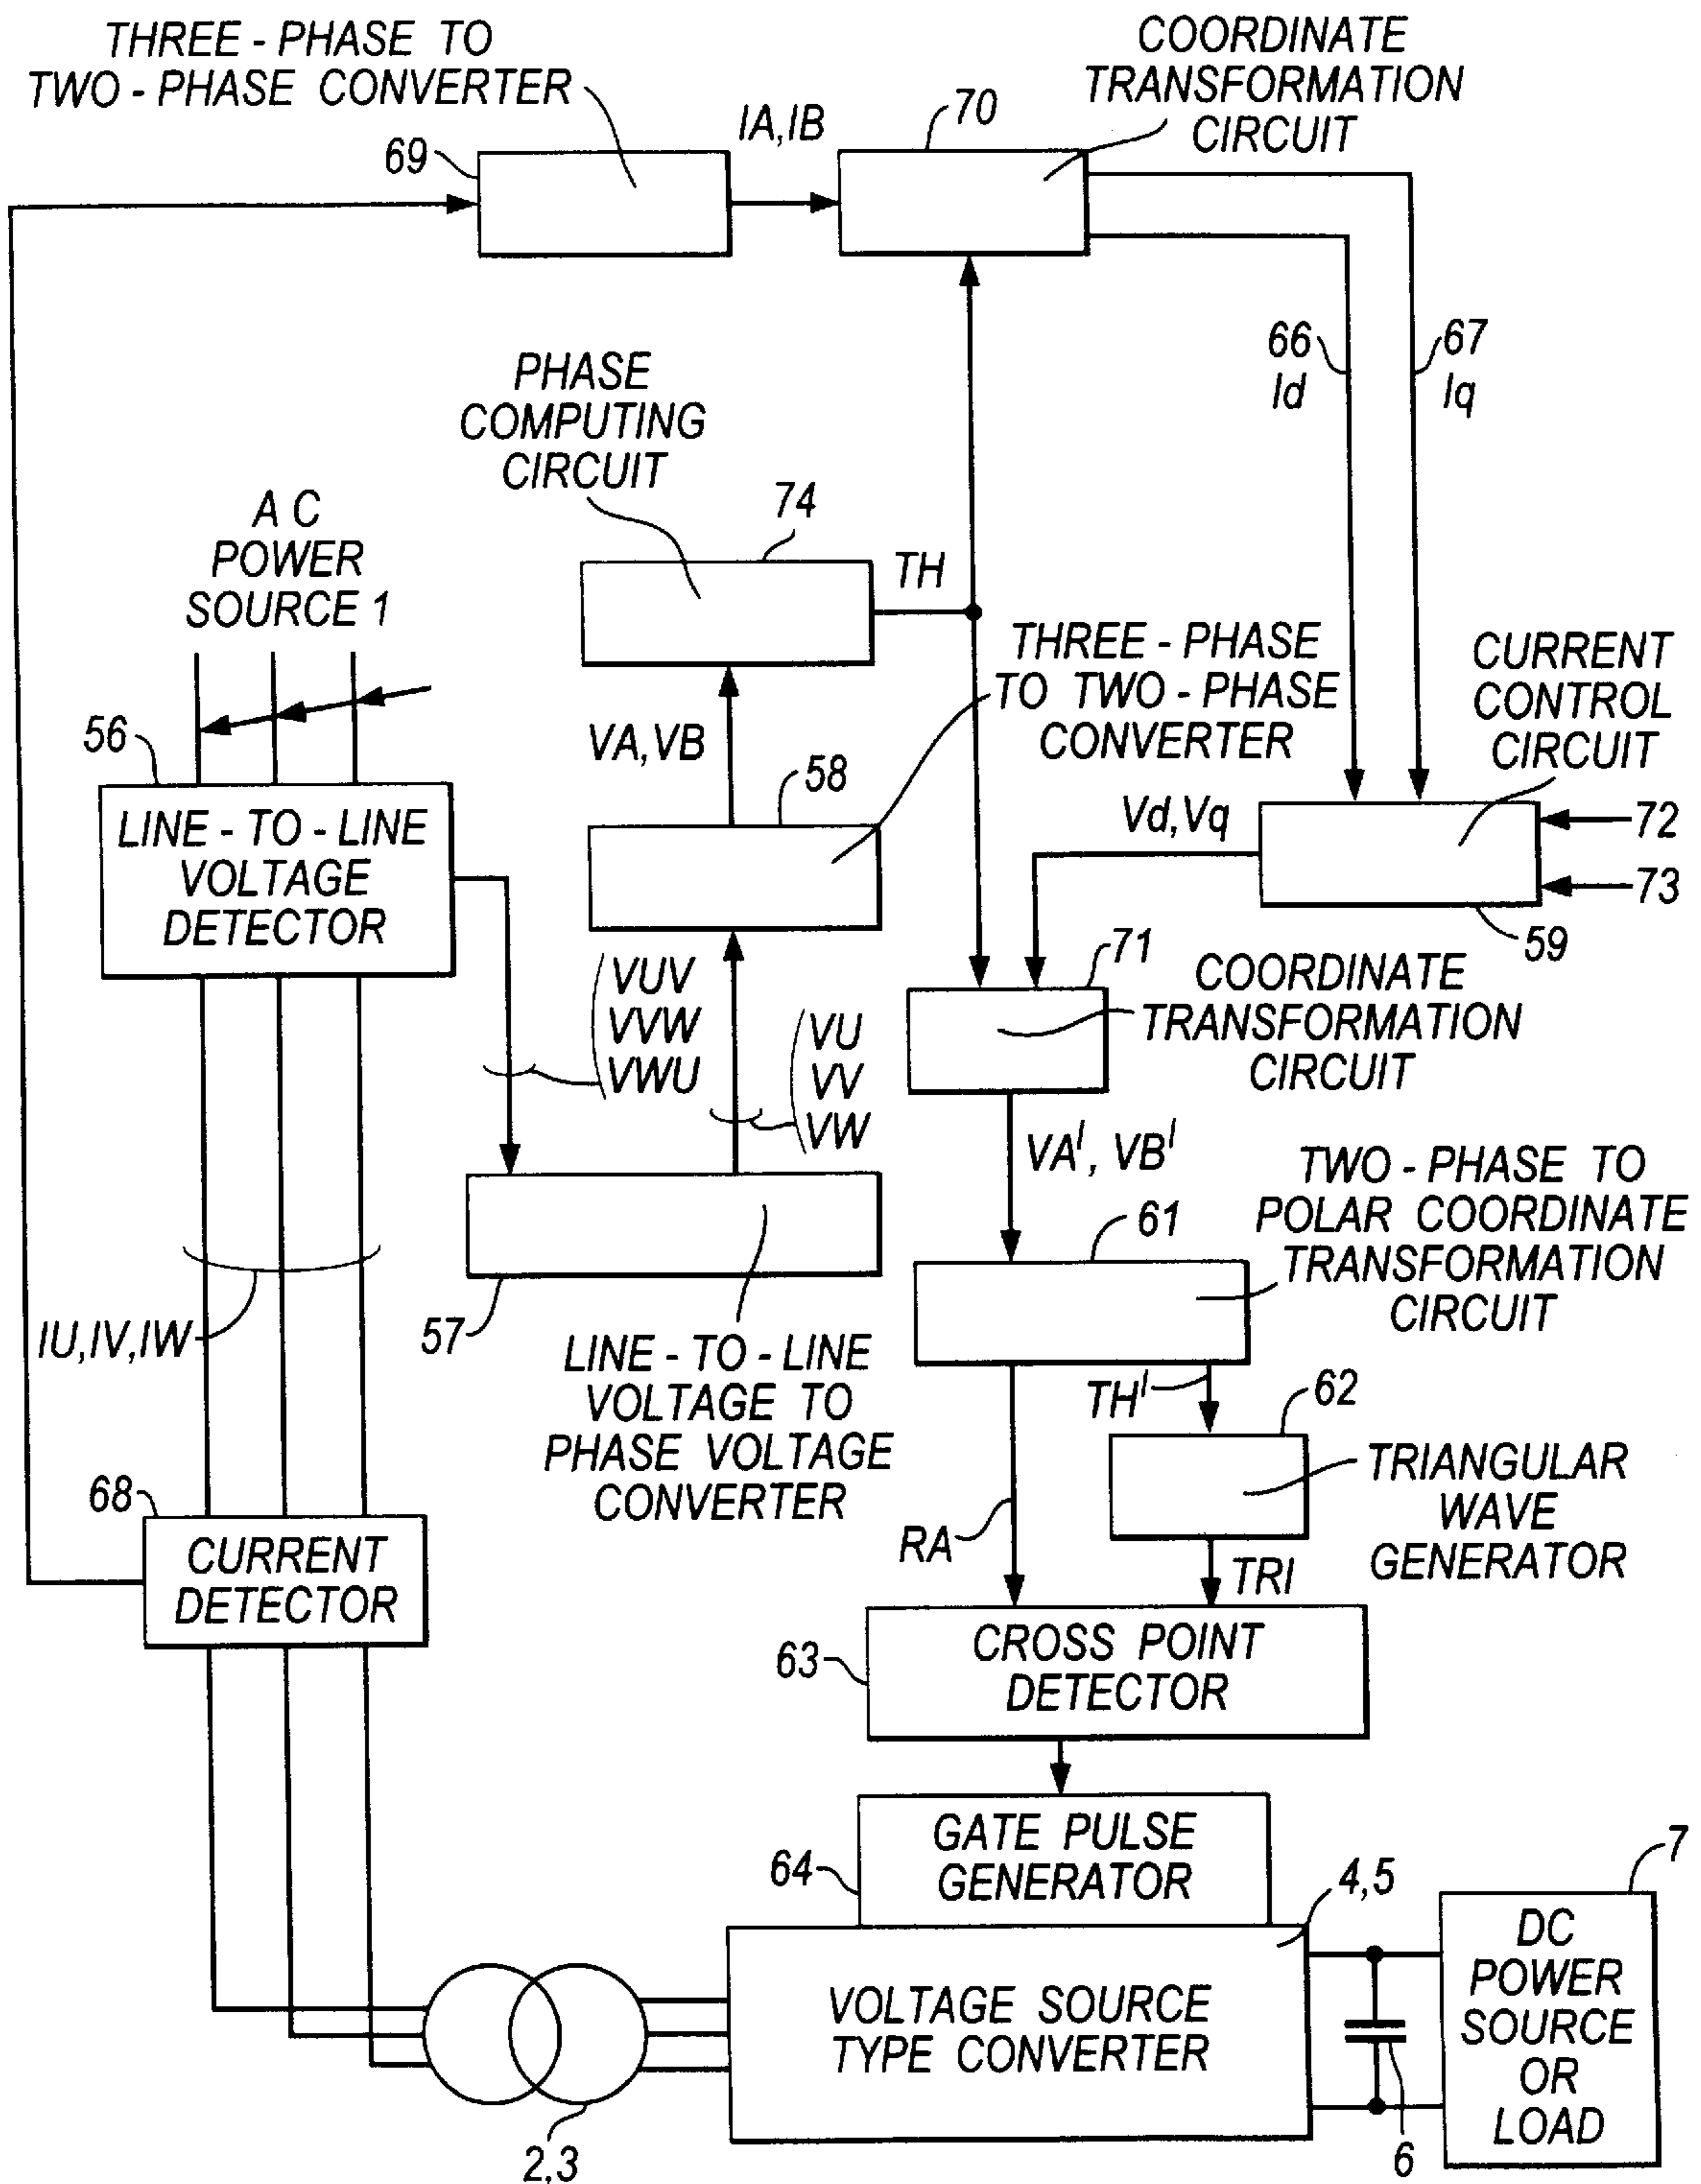 THREE - PHASE TO
TWO - PHASE CONVERTER
COORDINATE
TRANSFORMATION
CIRCUIT
69
IA, IB
70
66
Id
67
Iq
PHASE
COMPUTING
CIRCUIT
74
TH
A C
POWER
SOURCE 1
THREE - PHASE
TO TWO - PHASE
CONVERTER
CURRENT
CONTROL
CIRCUIT
56
VA, VB
58
LINE - TO - LINE
VOLTAGE
DETECTOR
Vd, Vq
72
73
59
71
COORDINATE
TRANSFORMATION
CIRCUIT
VUV
VVW
VWU
VU
VV
VW
VA', VB'
TWO - PHASE TO
POLAR COORDINATE
TRANSFORMATION
CIRCUIT
61
IU, IV, IW
57
LINE - TO - LINE
VOLTAGE TO
PHASE VOLTAGE
CONVERTER
TH'
62
TRIANGULAR
WAVE
GENERATOR
68
CURRENT
DETECTOR
RA
TRI
63
CROSS POINT
DETECTOR
64
GATE PULSE
GENERATOR
4,5
7
VOLTAGE SOURCE
TYPE CONVERTER
DC
POWER
SOURCE
OR
LOAD
6
2,3